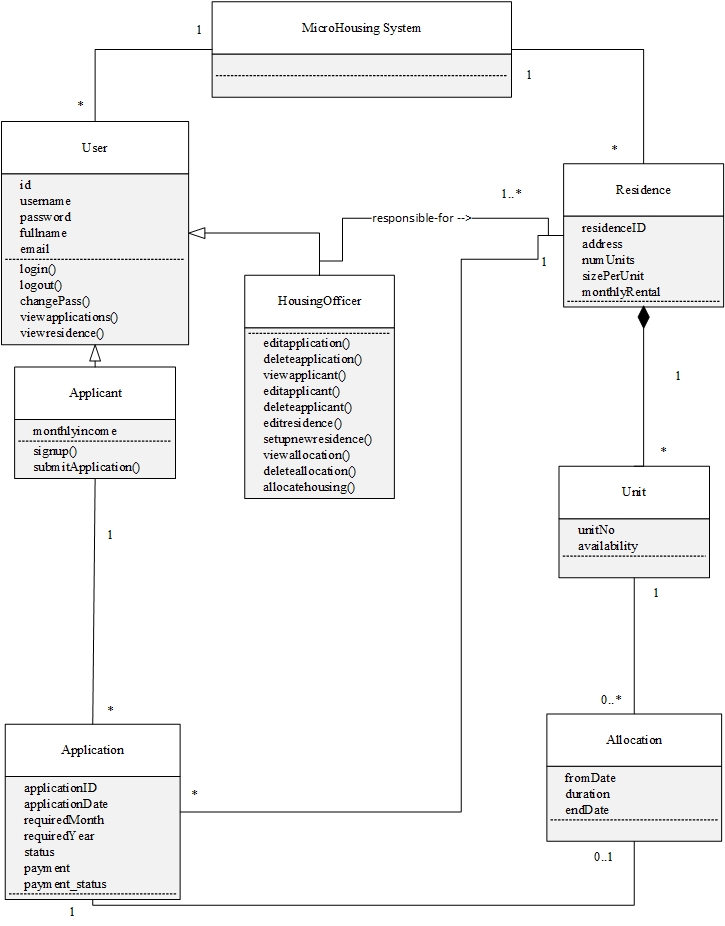 MicroHousing System
1
1
*
*
User
id
username
password
fullname
email
login()
logout()
changePass()
viewapplications()
viewresidence()
1..*
responsible-for -->
1
Residence
residenceID
address
numUnits
sizePerUnit
monthlyRental
HousingOfficer
editapplication()
deleteapplication()
viewapplicant()
editapplicant()
deleteapplicant()
editresidence()
setupnewresidence()
viewallocation()
deleteallocation()
allocatehousing()
Applicant
monthlyincome
signup()
submitApplication()
1
*
Unit
unitNo
availability
1
*
1
0..*
Application
applicationID
applicationDate
requiredMonth
requiredYear
status
payment
payment_status
*
1
Allocation
fromDate
duration
endDate
0..1